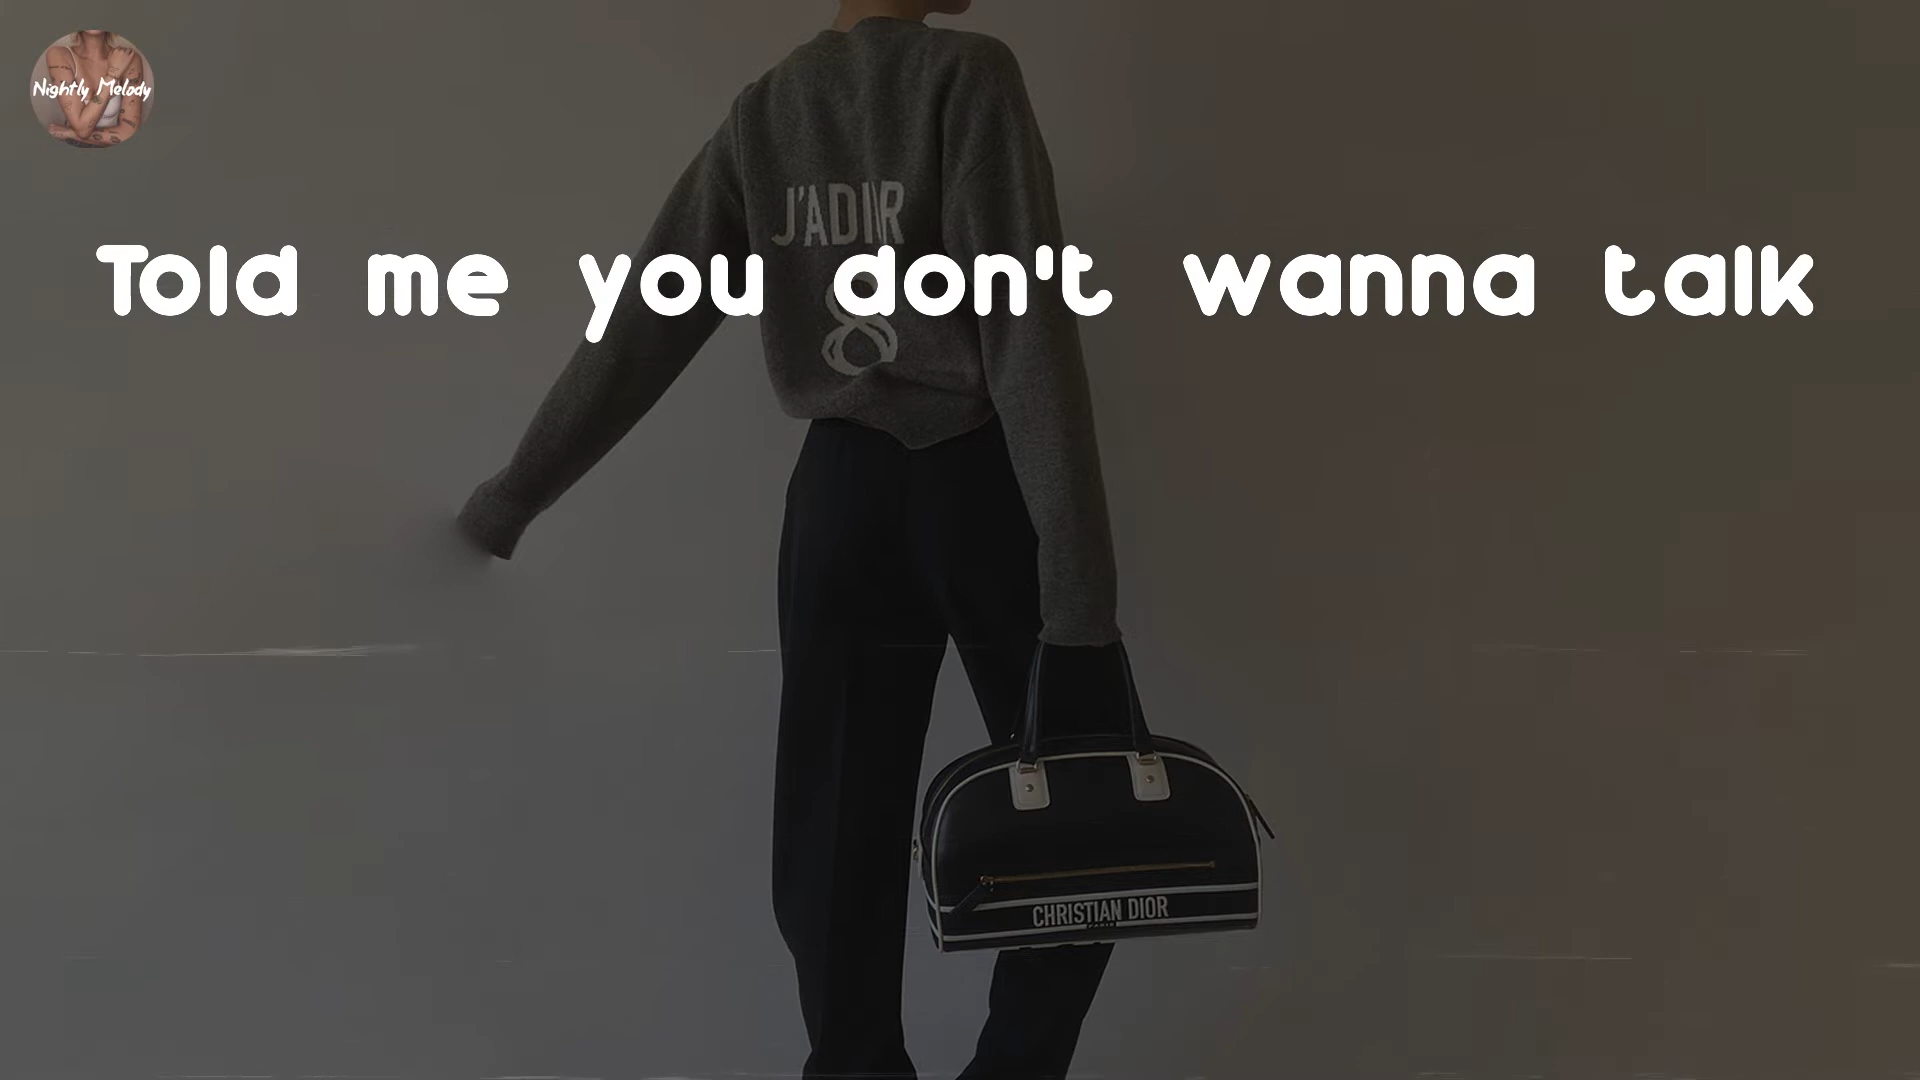 Nightly Melody
J'ADIOR
Told me you don't wanna talk
8
CHRISTIAN DIOR